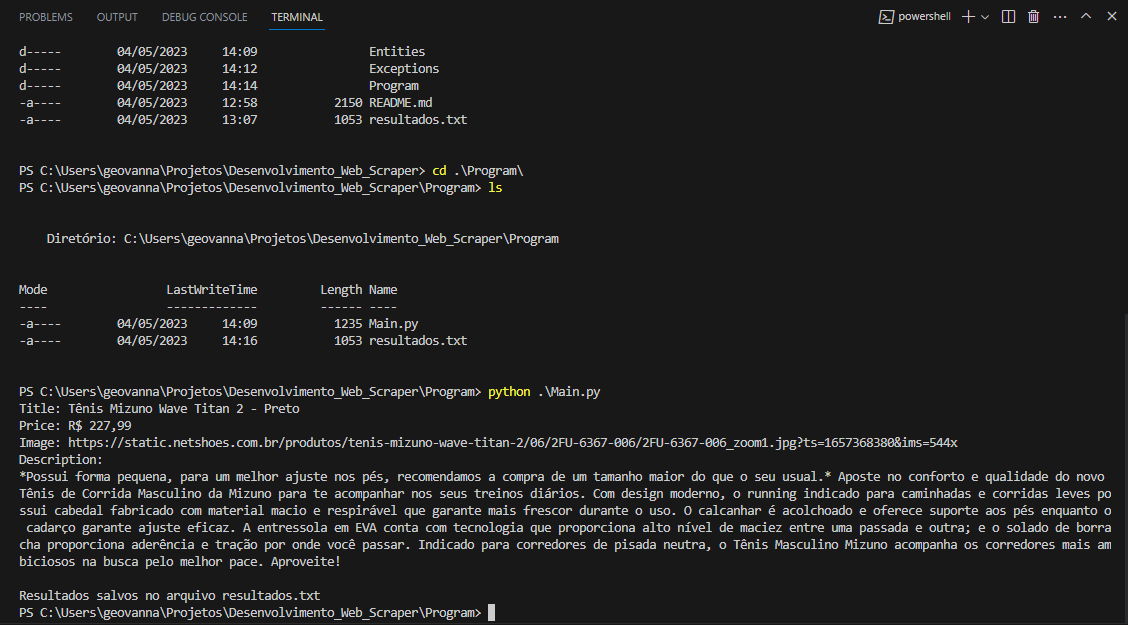 PROBLEMS OUTPUT DEBUG CONSOLE TERMINAL powershell
d----- 04/05/2023 14:09 Entities
d----- 04/05/2023 14:12 Exceptions
d----- 04/05/2023 14:14 Program
-a---- 04/05/2023 12:58 2150 README.md
-a---- 04/05/2023 13:07 1053 resultados.txt
PS C:\Users\geovanna\Projetos\Desenvolvimento_Web_Scraper> cd .\Program\
PS C:\Users\geovanna\Projetos\Desenvolvimento_Web_Scraper\Program> ls
Diretório: C:\Users\geovanna\Projetos\Desenvolvimento_Web_Scraper\Program
Mode LastWriteTime Length Name
---- ------------- ------ ----
-a---- 04/05/2023 14:09 1235 Main.py
-a---- 04/05/2023 14:16 1053 resultados.txt
PS C:\Users\geovanna\Projetos\Desenvolvimento_Web_Scraper\Program> python .\Main.py
Title: Tênis Mizuno Wave Titan 2 - Preto
Price: R$ 227,99
Image: https://static.netshoes.com.br/produtos/tenis-mizuno-wave-titan-2/06/2FU-6367-006/2FU-6367-006_zoom1.jpg?ts=1657368380&ims=544x
Description:
*Possui forma pequena, para um melhor ajuste nos pés, recomendamos a compra de um tamanho maior do que o seu usual.* Aposte no conforto e qualidade do novo
Tênis de Corrida Masculino da Mizuno para te acompanhar nos seus treinos diários. Com design moderno, o running indicado para caminhadas e corridas leves po
ssui cabedal fabricado com material macio e respirável que garante mais frescor durante o uso. O calcanhar é acolchoado e oferece suporte aos pés enquanto o
cadarço garante ajuste eficaz. A entressola em EVA conta com tecnologia que proporciona alto nível de maciez entre uma passada e outra; e o solado de borra
cha proporciona aderência e tração por onde você passar. Indicado para corredores de pisada neutra, o Tênis Masculino Mizuno acompanha os corredores mais am
biciosos na busca pelo melhor pace. Aproveite!
Resultados salvos no arquivo resultados.txt
PS C:\Users\geovanna\Projetos\Desenvolvimento_Web_Scraper\Program>